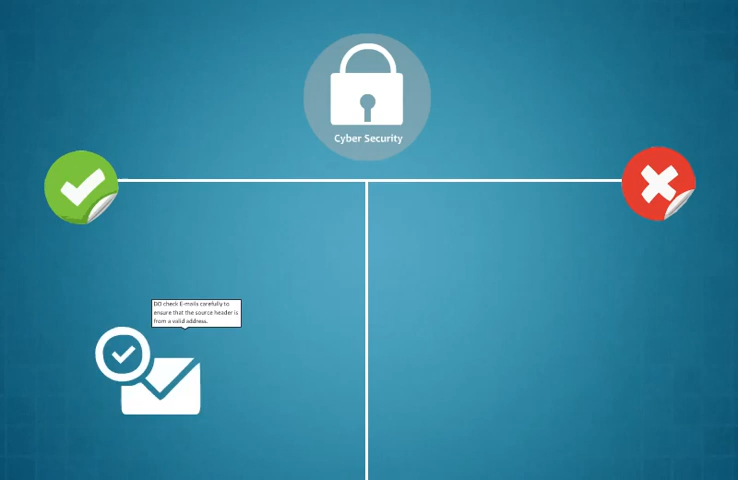 Cyber Security
DO check E-mails carefully to
ensure that the source header is
from a valid address.